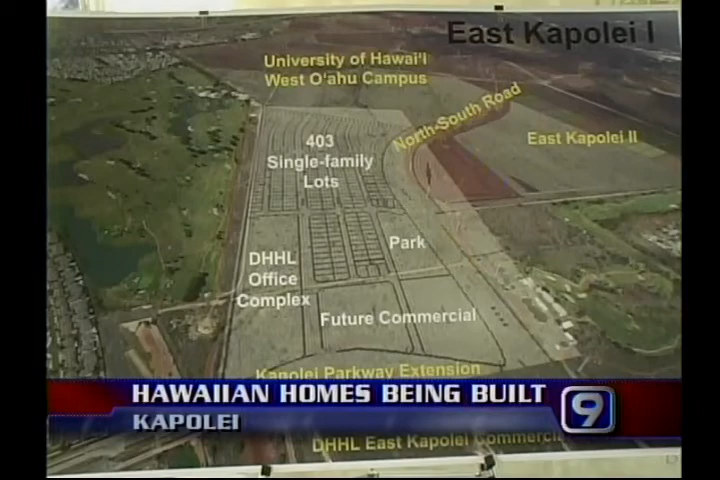 East Kapolei I
University of Hawai'i
West O'ahu Campus
North-South Road
East Kapolei II
403
Single-family
Lots
Park
DHHL
Office
Complex
Future Commercial
Kapolei Parkway Extension
HAWAIIAN HOMES BEING BUILT
9
KAPOLEI
DHHL East Kapolei Commercial